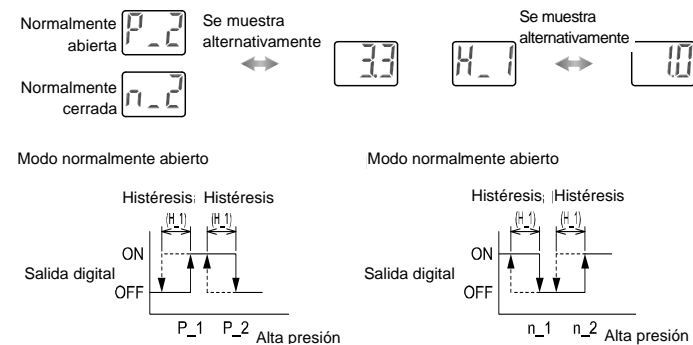 Normalmente abierta
P_2
Se muestra alternativamente
3.3
H_1
Se muestra alternativamente
1.0
Normalmente cerrada
n_2
Modo normalmente abierto
Modo normalmente abierto
Histéresis Histéresis
(H_1) (H_1)
ON
Salida digital
OFF
P_1 P_2 Alta presión
Histéresis Histéresis
(H_1) (H_1)
ON
Salida digital
OFF
n_1 n_2 Alta presión